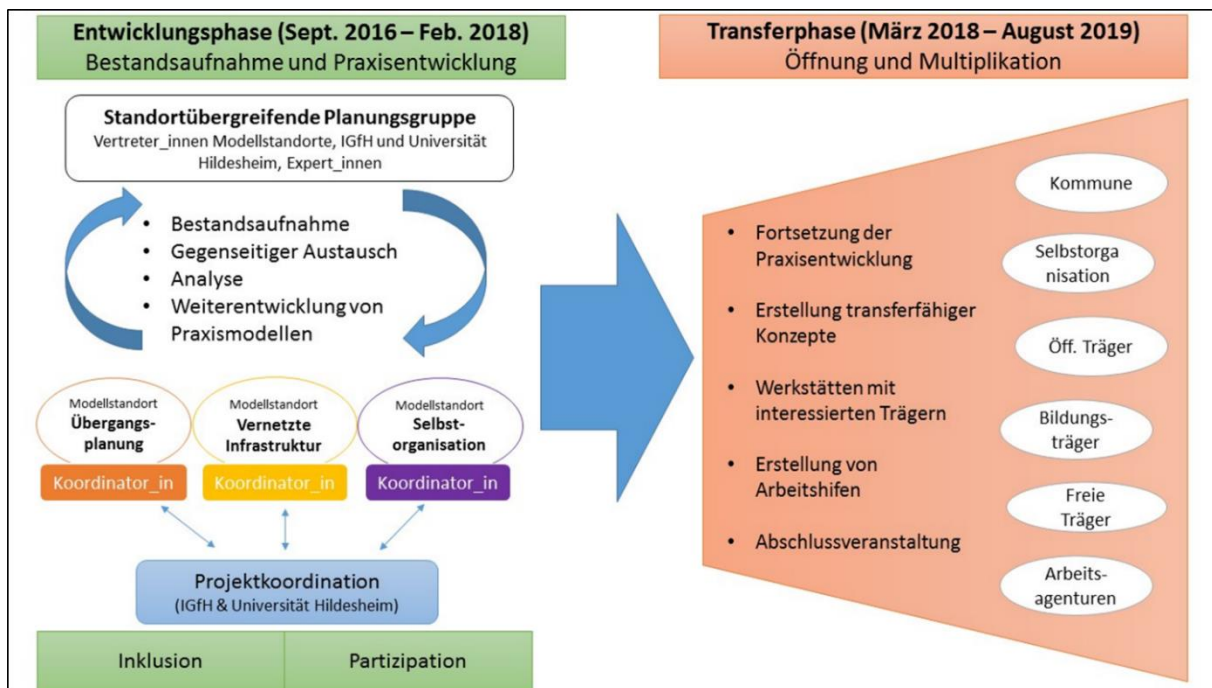 Entwicklungsphase (Sept. 2016 – Feb. 2018)
Bestandsaufnahme und Praxisentwicklung
Standortübergreifende Planungsgruppe
Vertreter_innen Modellstandorte, IGfH und Universität
Hildesheim, Expert_innen
• Bestandsaufnahme
• Gegenseitiger Austausch
• Analyse
• Weiterentwicklung von
Praxismodellen
Modellstandort
Übergangs-
planung
Koordinator_in
Modellstandort
Vernetzte
Infrastruktur
Koordinator_in
Modellstandort
Selbst-
organisation
Koordinator_in
Projektkoordination
(IGfH & Universität Hildesheim)
Inklusion
Partizipation
Transferphase (März 2018 – August 2019)
Öffnung und Multiplikation
• Fortsetzung der
Praxisentwicklung
• Erstellung transferfähiger
Konzepte
• Werkstätten mit
interessierten Trägern
• Erstellung von
Arbeitshifen
• Abschlussveranstaltung
Kommune
Selbstorga
nisation
Öff. Träger
Bildungs-
träger
Freie
Träger
Arbeits-
agenturen